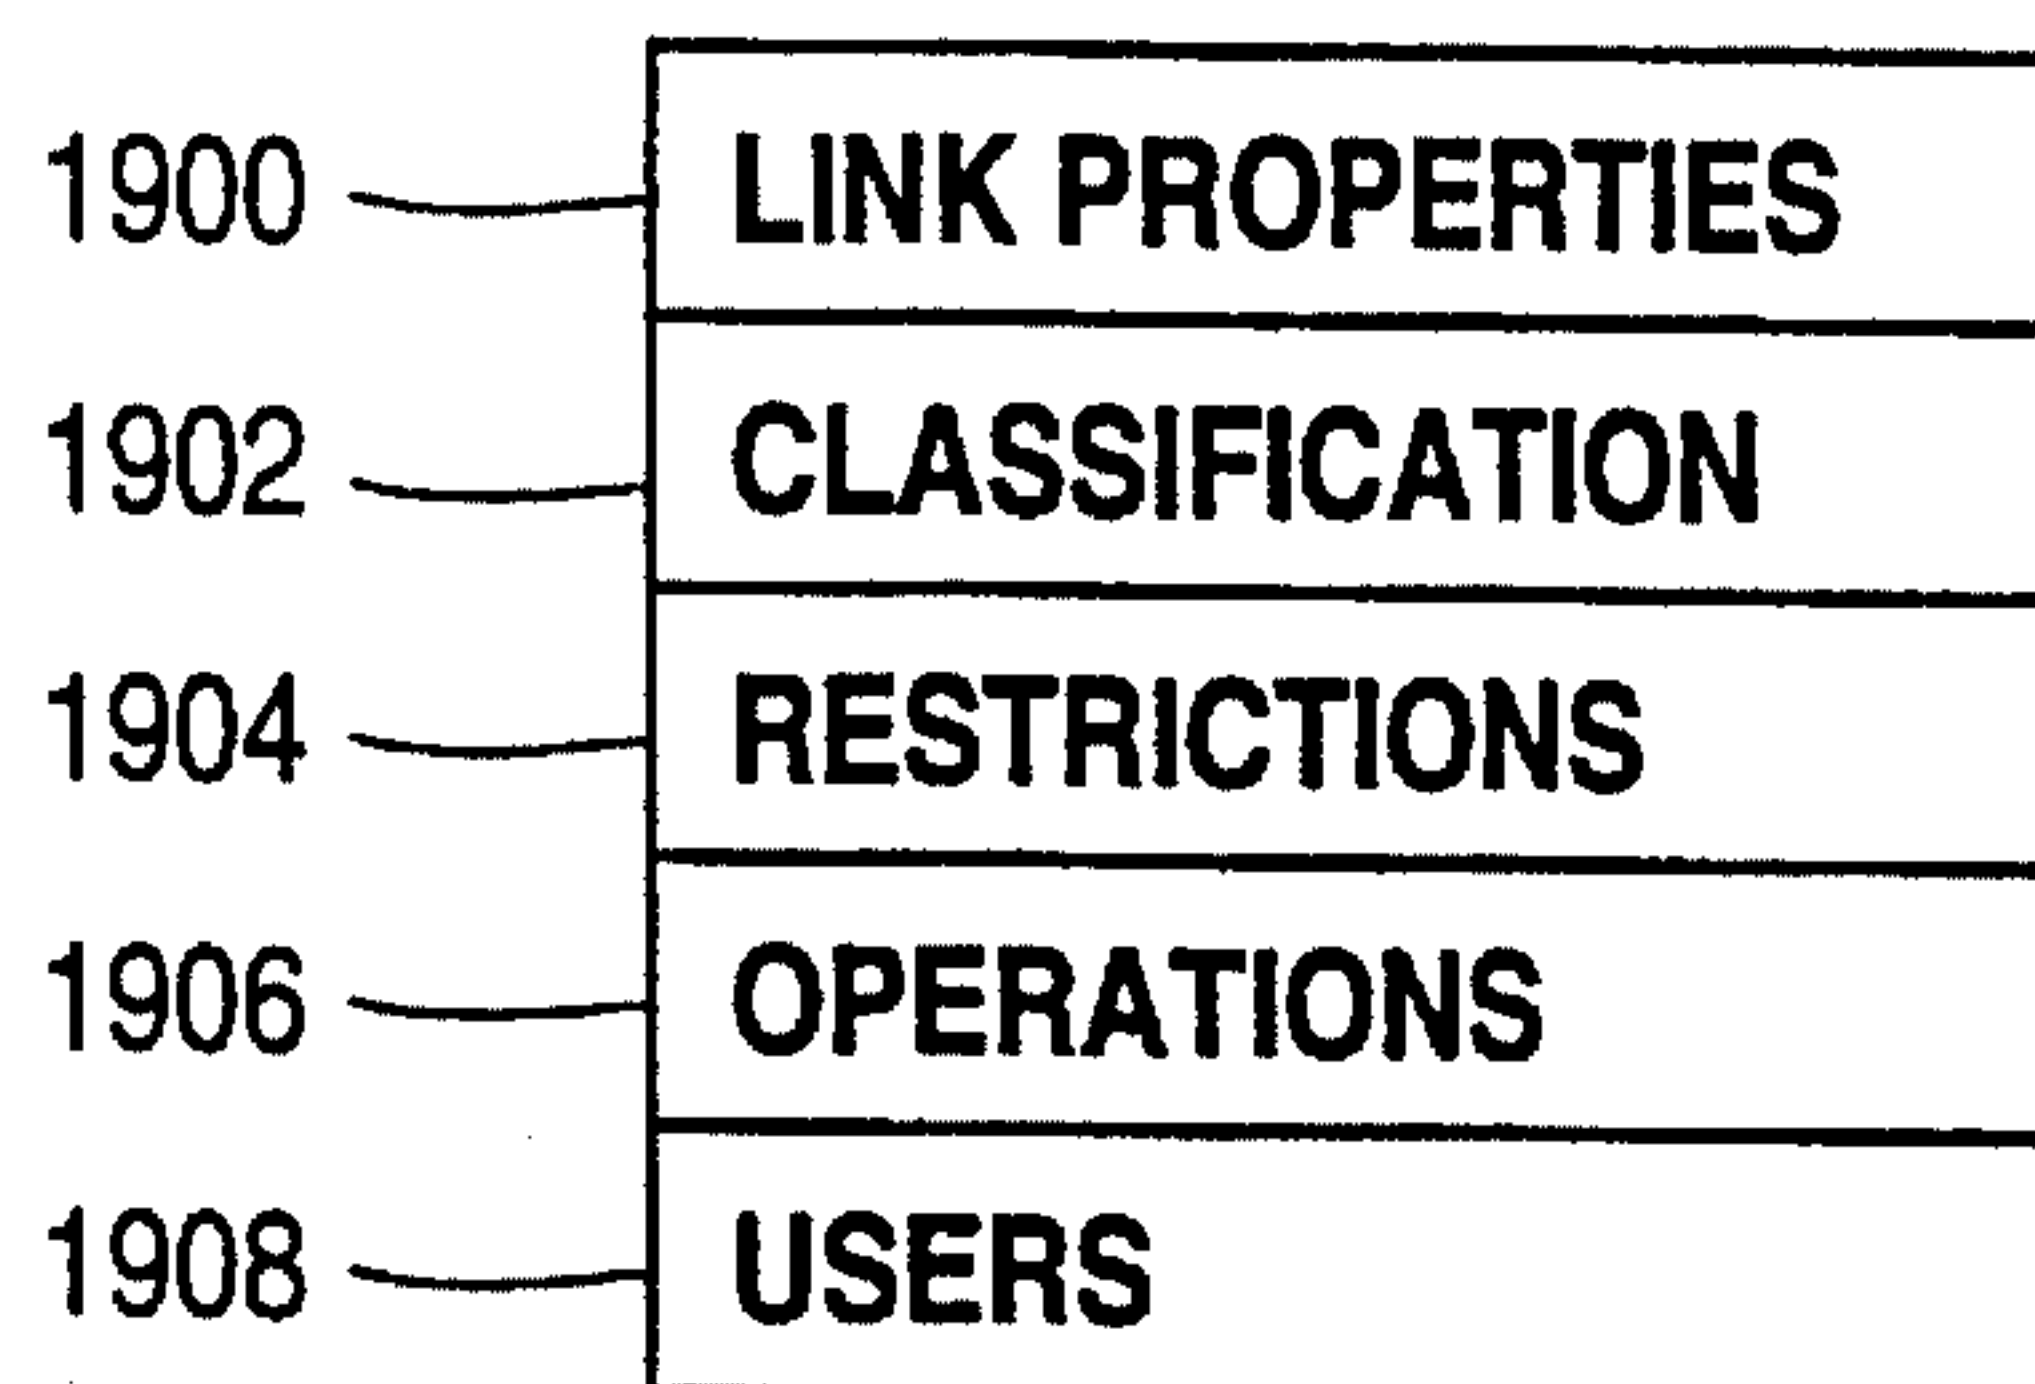 1900 LINK PROPERTIES
1902 CLASSIFICATION
1904 RESTRICTIONS
1906 OPERATIONS
1908 USERS